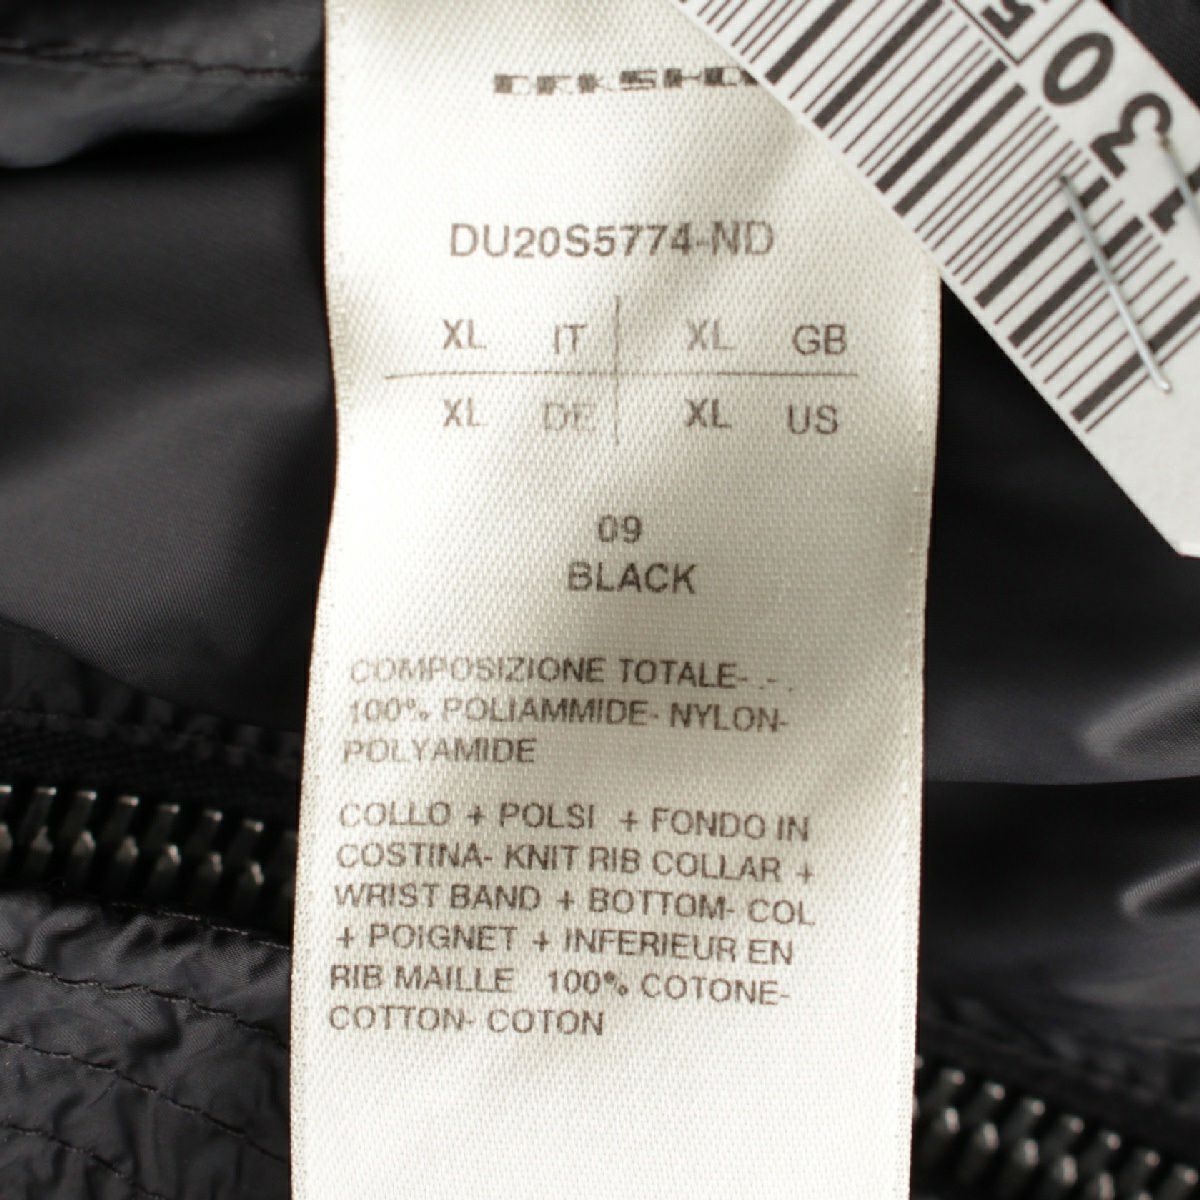 DU20S5774-ND
XL IT XL GB
XL DE XL US
09
BLACK
COMPOSIZIONE TOTALE- .- .
100% POLIAMMIDE- NYLON-
POLYAMIDE
COLLO + POLSI + FONDO IN
COSTINA- KNIT RIB COLLAR +
WRIST BAND + BOTTOM- COL
+ POIGNET + INFERIEUR EN
RIB MAILLE 100% COTONE-
COTTON- COTON
130